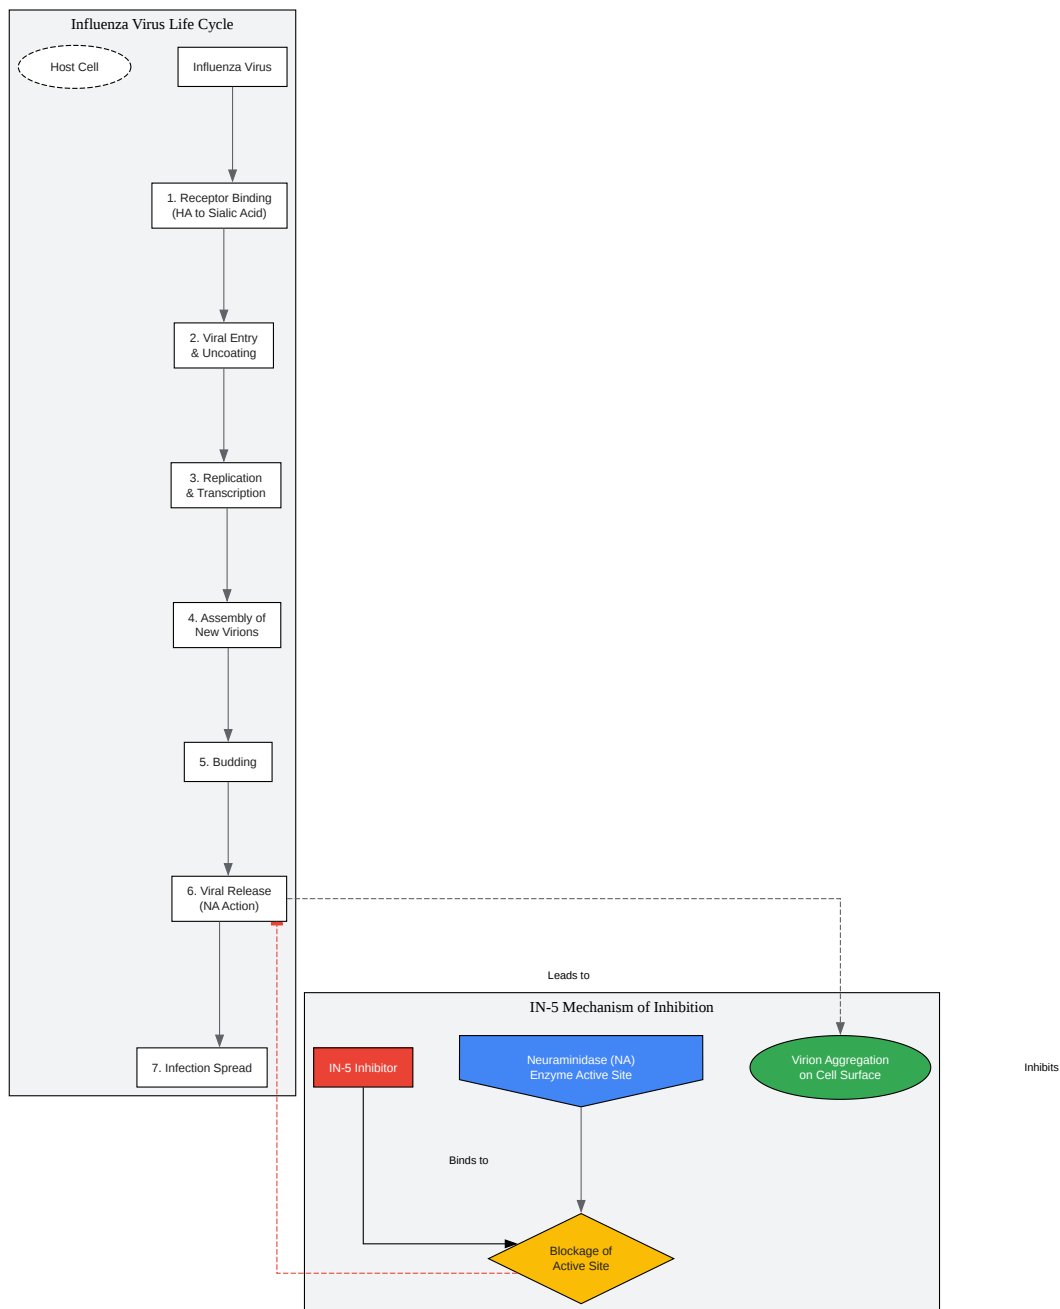 Influenza Virus Life Cycle
Host Cell
Influenza Virus
1. Receptor Binding
(HA to Sialic Acid)
2. Viral Entry
& Uncoating
3. Replication
& Transcription
4. Assembly of
New Virions
5. Budding
6. Viral Release
(NA Action)
7. Infection Spread
Leads to
IN-5 Mechanism of Inhibition
IN-5 Inhibitor
Neuraminidase (NA)
Enzyme Active Site
Virion Aggregation
on Cell Surface
Inhibits
Binds to
Blockage of
Active Site